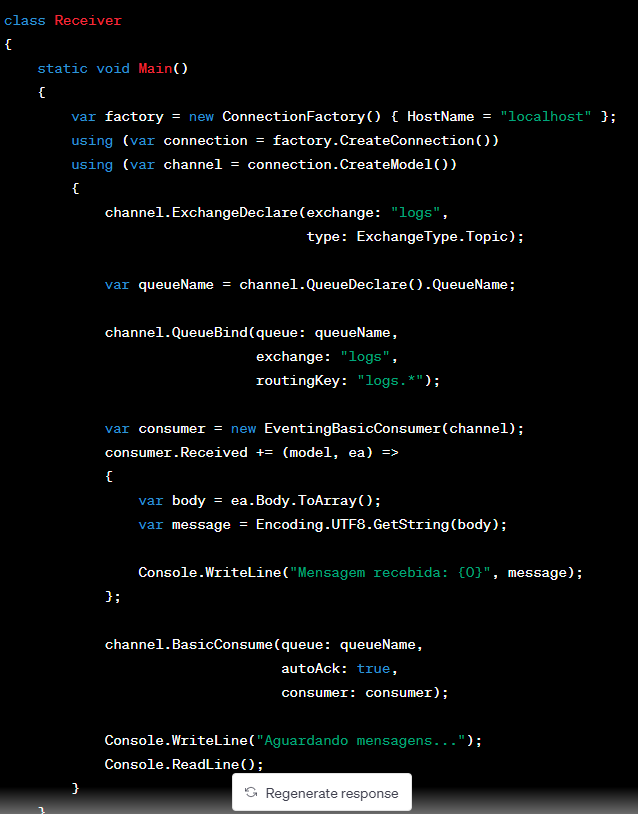 class Receiver
{
    static void Main()
    {
        var factory = new ConnectionFactory() { HostName = "localhost" };
        using (var connection = factory.CreateConnection())
        using (var channel = connection.CreateModel())
        {
            channel.ExchangeDeclare(exchange: "logs",
                                    type: ExchangeType.Topic);

            var queueName = channel.QueueDeclare().QueueName;

            channel.QueueBind(queue: queueName,
                              exchange: "logs",
                              routingKey: "logs.*");

            var consumer = new EventingBasicConsumer(channel);
            consumer.Received += (model, ea) =>
            {
                var body = ea.Body.ToArray();
                var message = Encoding.UTF8.GetString(body);

                Console.WriteLine("Mensagem recebida: {0}", message);
            };

            channel.BasicConsume(queue: queueName,
                                 autoAck: true,
                                 consumer: consumer);

            Console.WriteLine("Aguardando mensagens...");
            Console.ReadLine();
        }
Regenerate response
    }